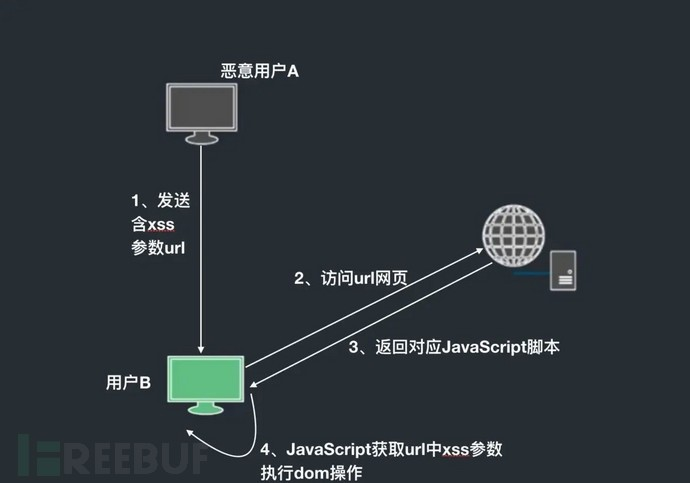 恶意用户A
1、发送
含xss
参数url
2、访问url网页
3、返回对应JavaScript脚本
用户B
4、JavaScript获取url中xss参数
执行dom操作
FREEBUF